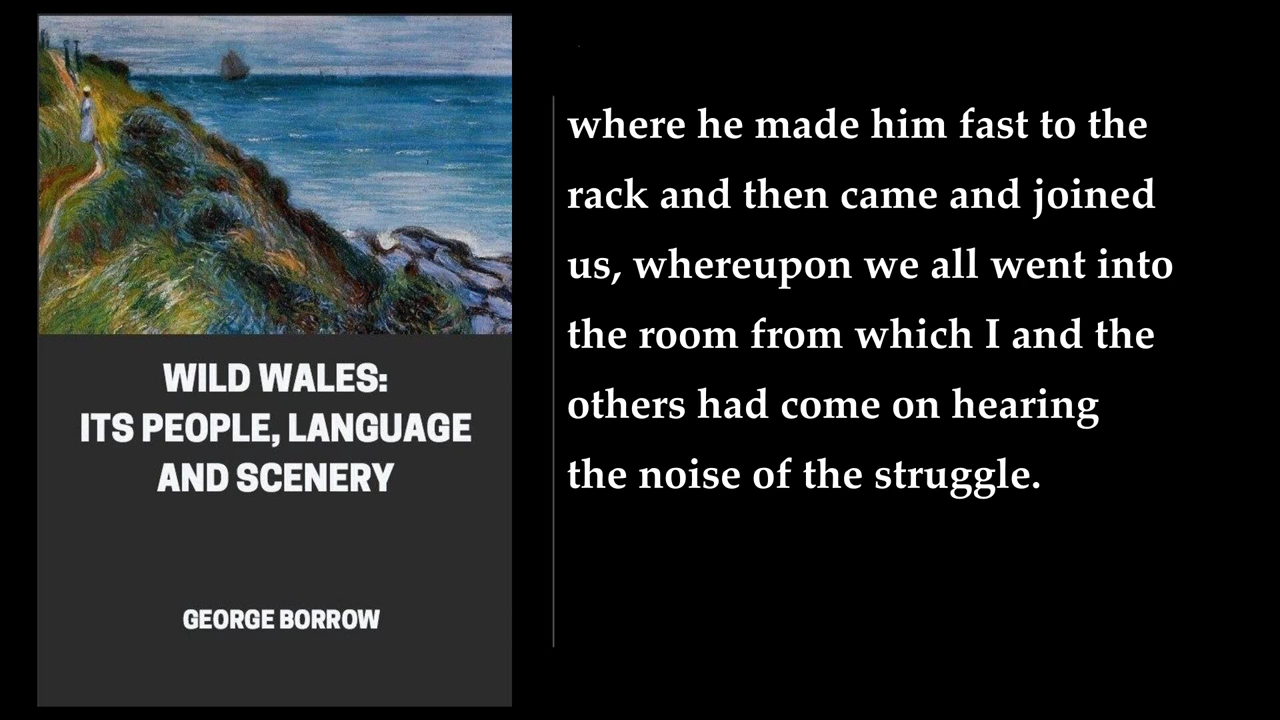 WILD WALES:
ITS PEOPLE, LANGUAGE
AND SCENERY
GEORGE BORROW
where he made him fast to the
rack and then came and joined
us, whereupon we all went into
the room from which I and the
others had come on hearing
the noise of the struggle.